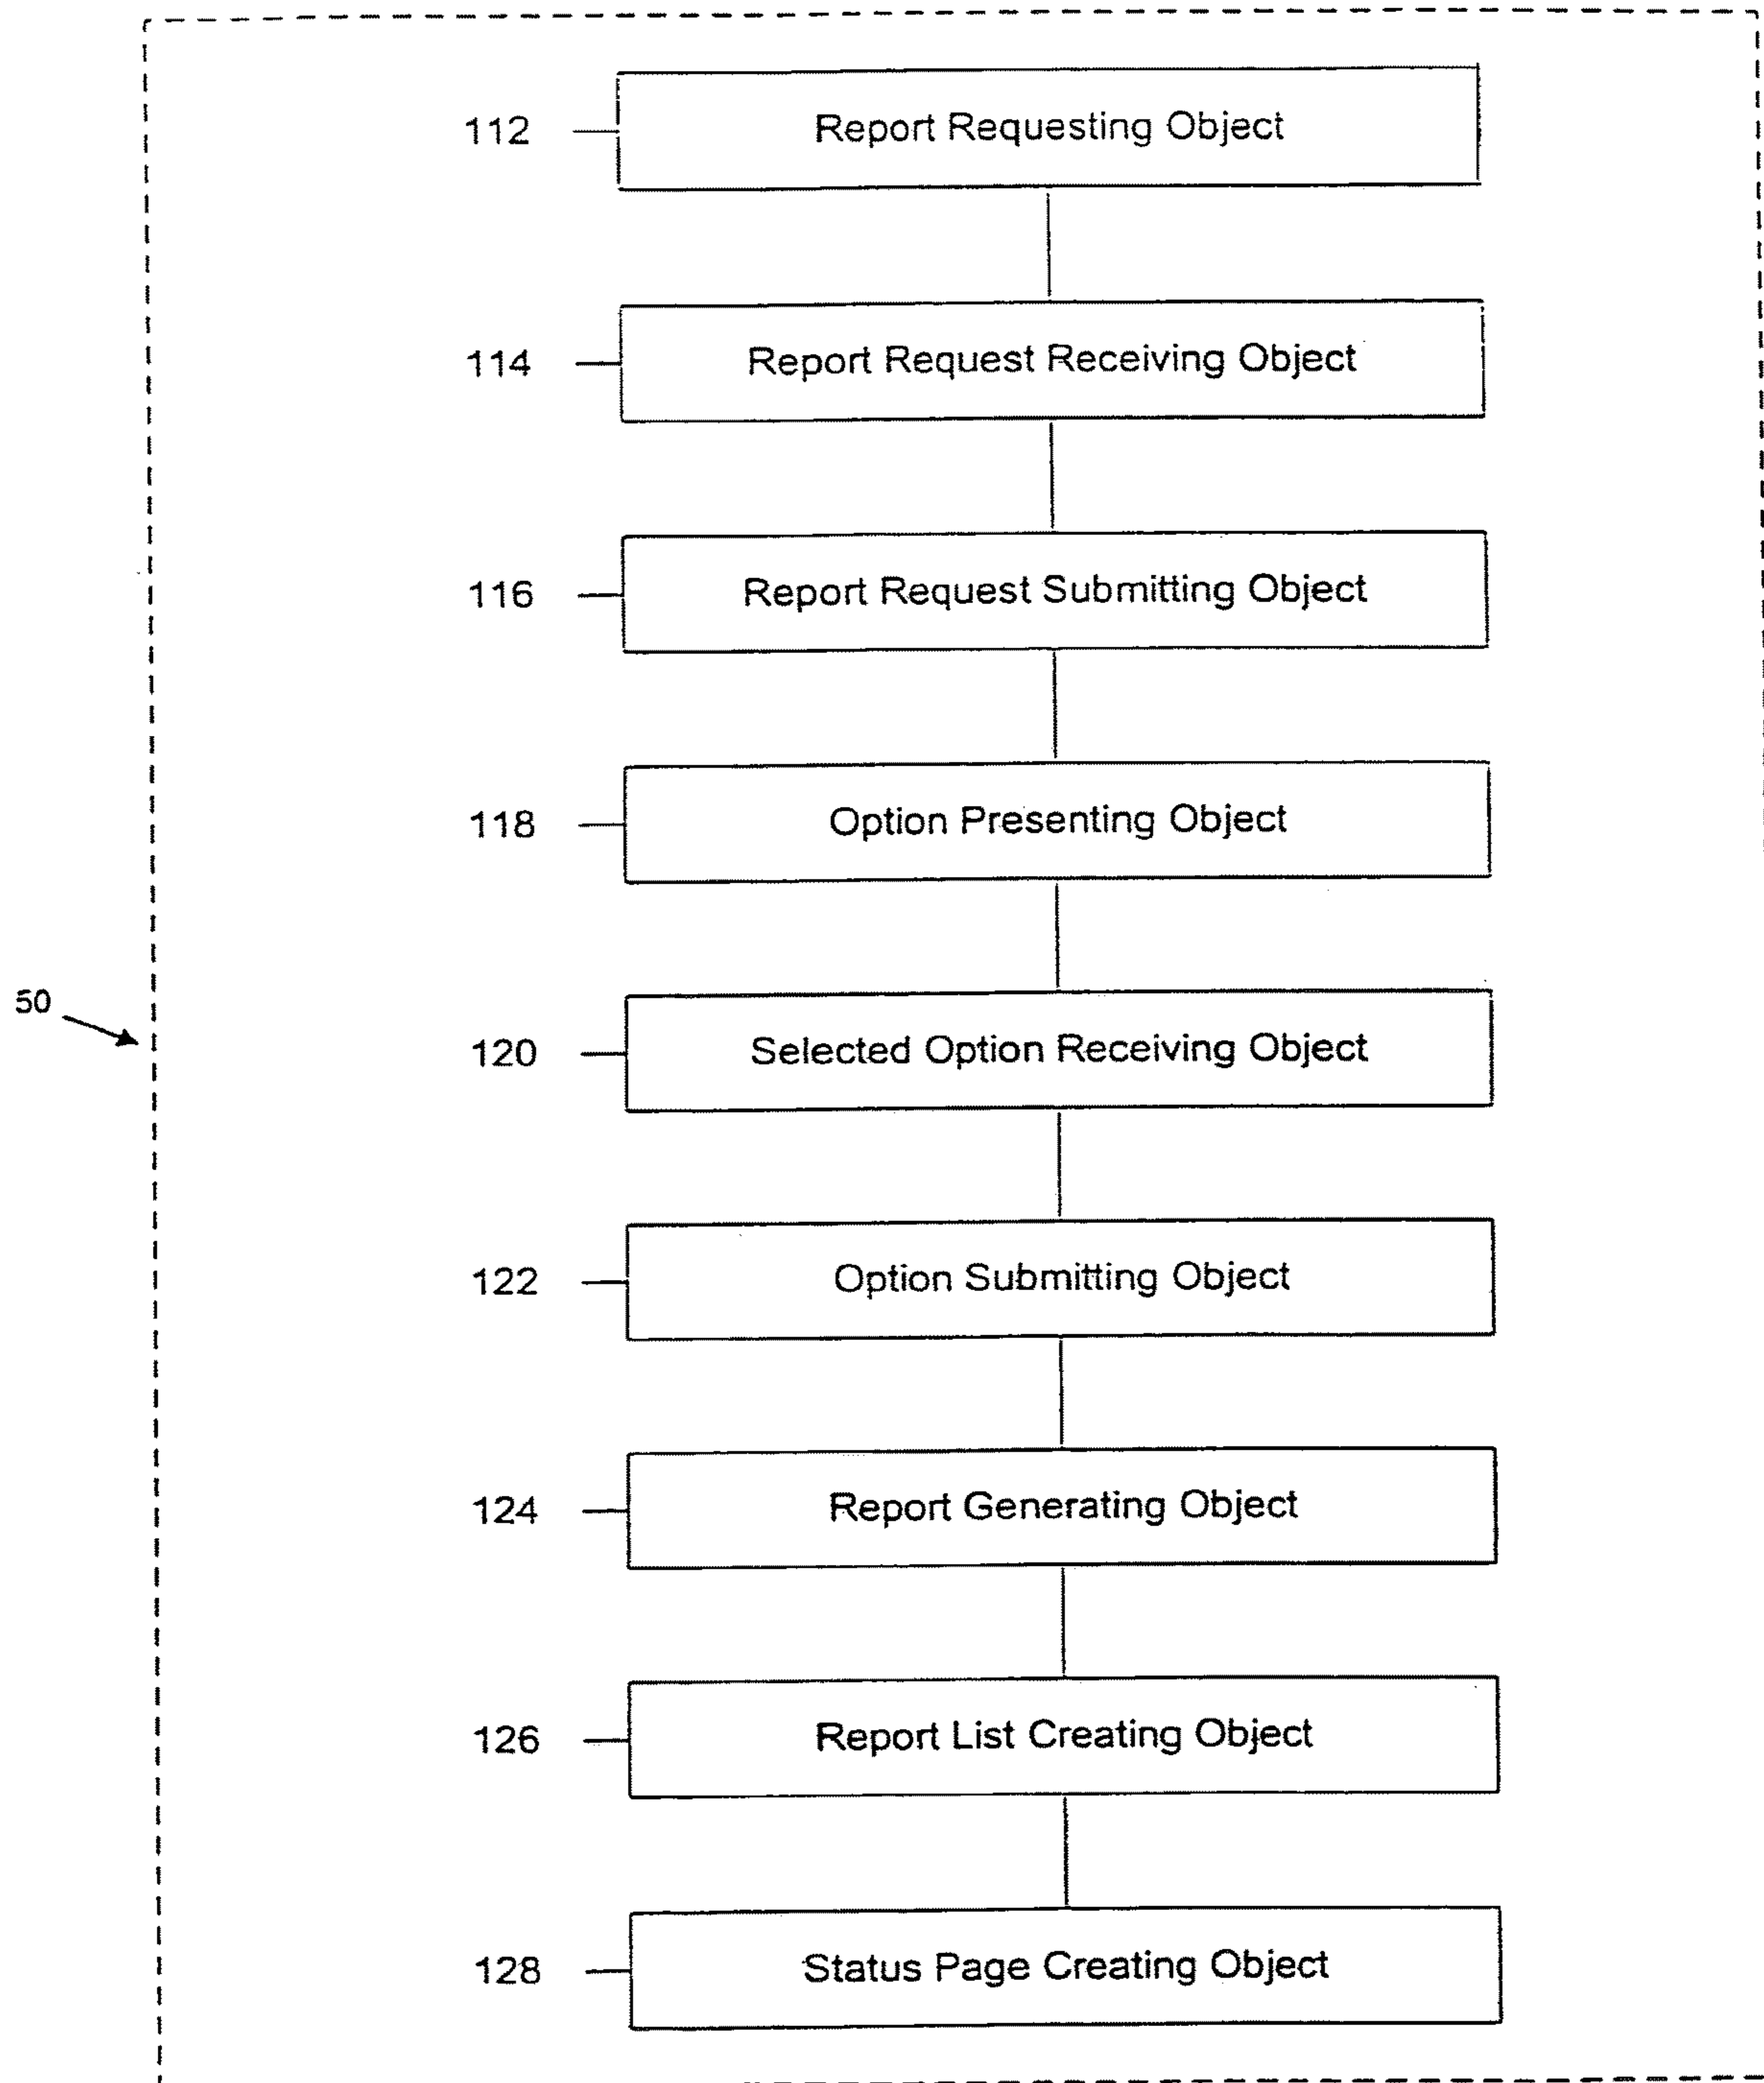 112 Report Requesting Object
114 Report Request Receiving Object
116 Report Request Submitting Object
118 Option Presenting Object
50
120 Selected Option Receiving Object
122 Option Submitting Object
124 Report Generating Object
126 Report List Creating Object
128 Status Page Creating Object